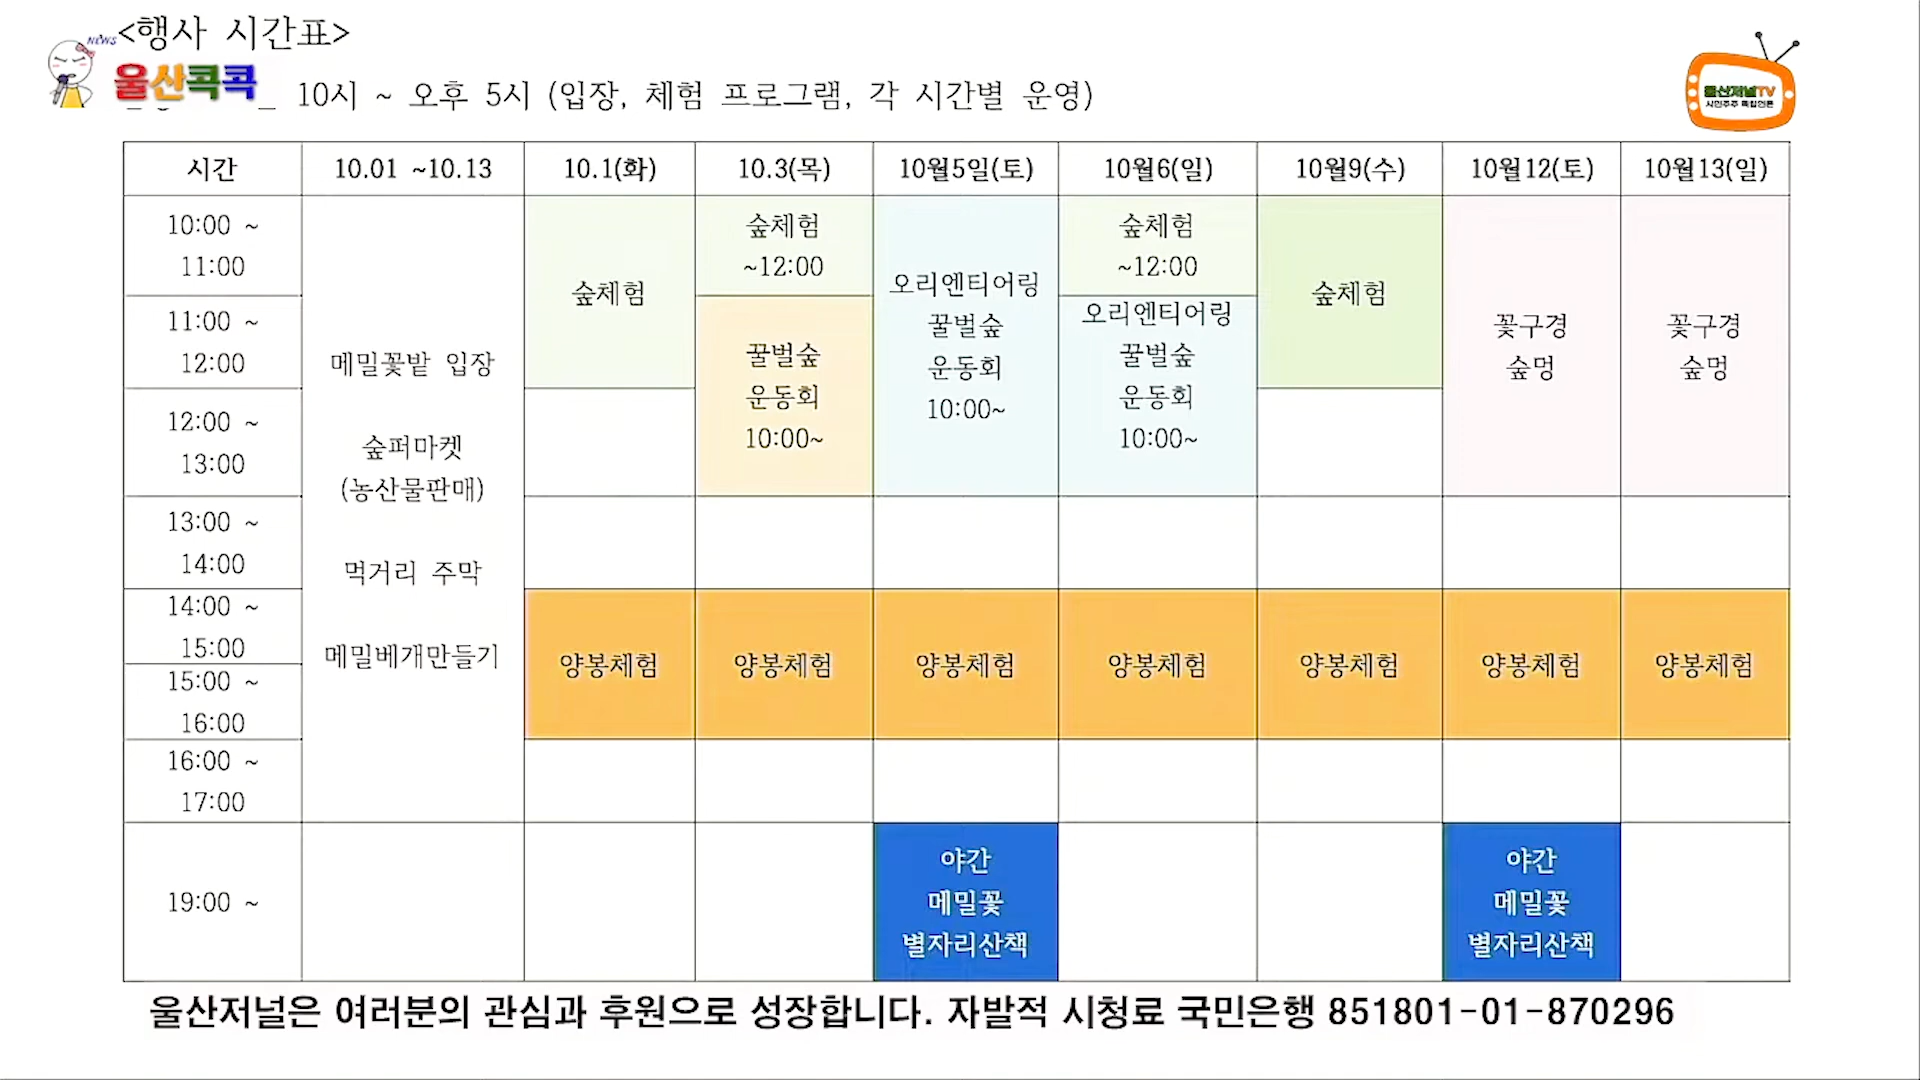 <행사 시간표>
NEWS
울산콕콕
10시 ~ 오후 5시 (입장, 체험 프로그램, 각 시간별 운영)
울산저널TV
시민주주 독립언론
시간 10.01 ~10.13 10.1(화) 10.3(목) 10월5일(토) 10월6일(일) 10월9(수) 10월12(토) 10월13(일)
10:00 ~
11:00
11:00 ~
12:00
12:00 ~
13:00
13:00 ~
14:00
14:00 ~
15:00
15:00 ~
16:00
16:00 ~
17:00
19:00 ~
메밀꽃밭 입장
숲퍼마켓
(농산물판매)
먹거리 주막
메밀베개만들기
숲체험
양봉체험
숲체험
~12:00
꿀벌숲
운동회
10:00~
양봉체험
오리엔티어링
꿀벌숲
운동회
10:00~
양봉체험
야간
메밀꽃
별자리산책
숲체험
~12:00
오리엔티어링
꿀벌숲
운동회
10:00~
양봉체험
숲체험
양봉체험
꽃구경
숲멍
양봉체험
야간
메밀꽃
별자리산책
꽃구경
숲멍
양봉체험
울산저널은 여러분의 관심과 후원으로 성장합니다. 자발적 시청료 국민은행 851801-01-870296